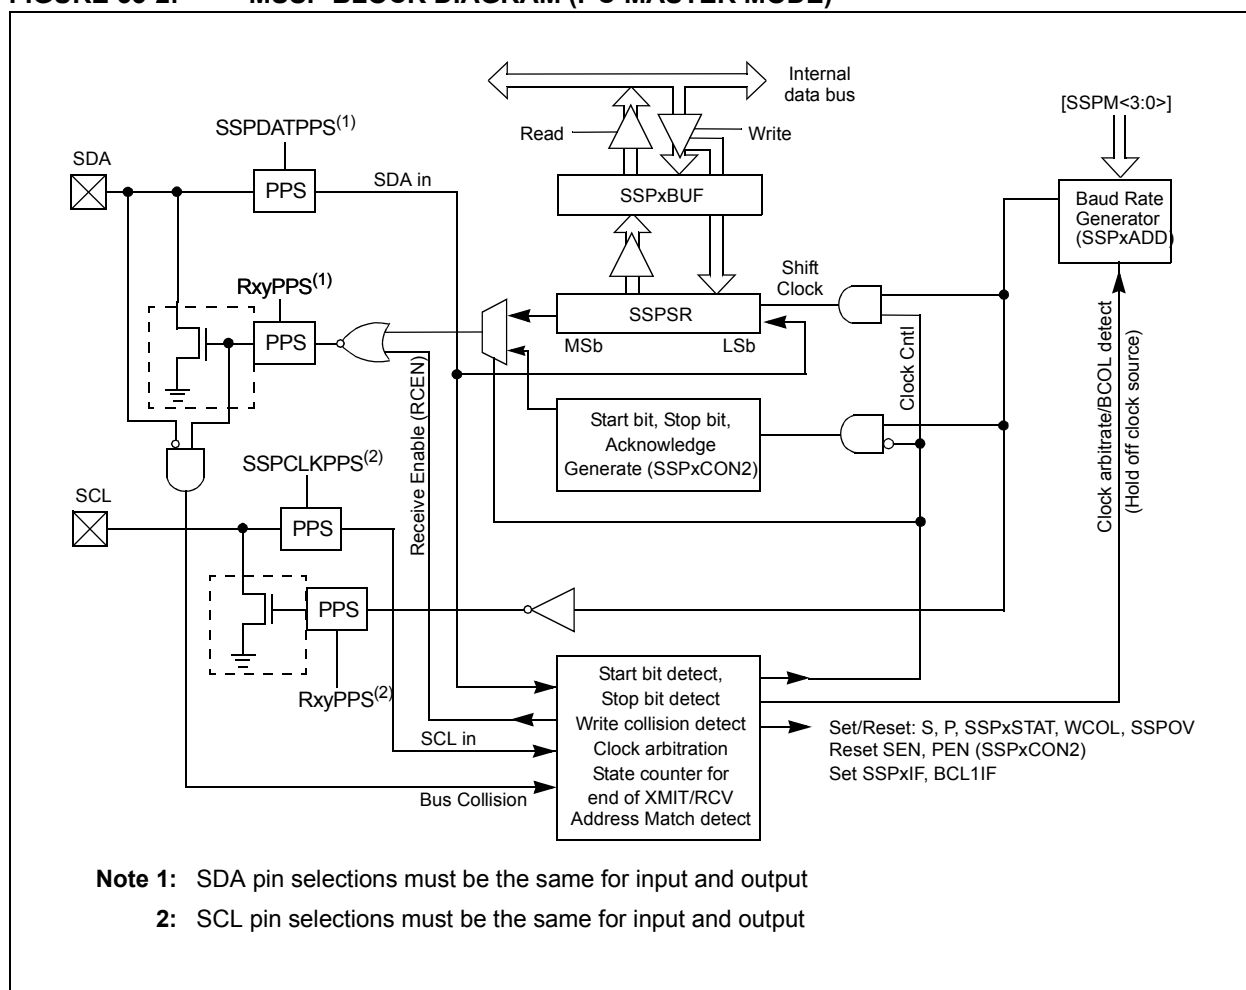 Internal
data bus
[SSPM<3:0>]
SSPDATPPS(1)
Read
Write
SDA
PPS
SDA in
SSPxBUF
Baud Rate
Generator
(SSPxADD)
RxyPPS(1)
Shift
Clock
PPS
SSPSR
MSb
LSb
Receive Enable (RCEN)
Clock Cntl
Clock arbitrate/BCOL detect
(Hold off clock source)
Start bit, Stop bit,
Acknowledge
Generate (SSPxCON2)
SSPCLKPPS(2)
SCL
PPS
PPS
RxyPPS(2)
Start bit detect,
Stop bit detect
Write collision detect
Clock arbitration
State counter for
end of XMIT/RCV
Address Match detect
SCL in
Bus Collision
Set/Reset: S, P, SSPxSTAT, WCOL, SSPOV
Reset SEN, PEN (SSPxCON2)
Set SSPxIF, BCL1IF
Note 1: SDA pin selections must be the same for input and output
2: SCL pin selections must be the same for input and output